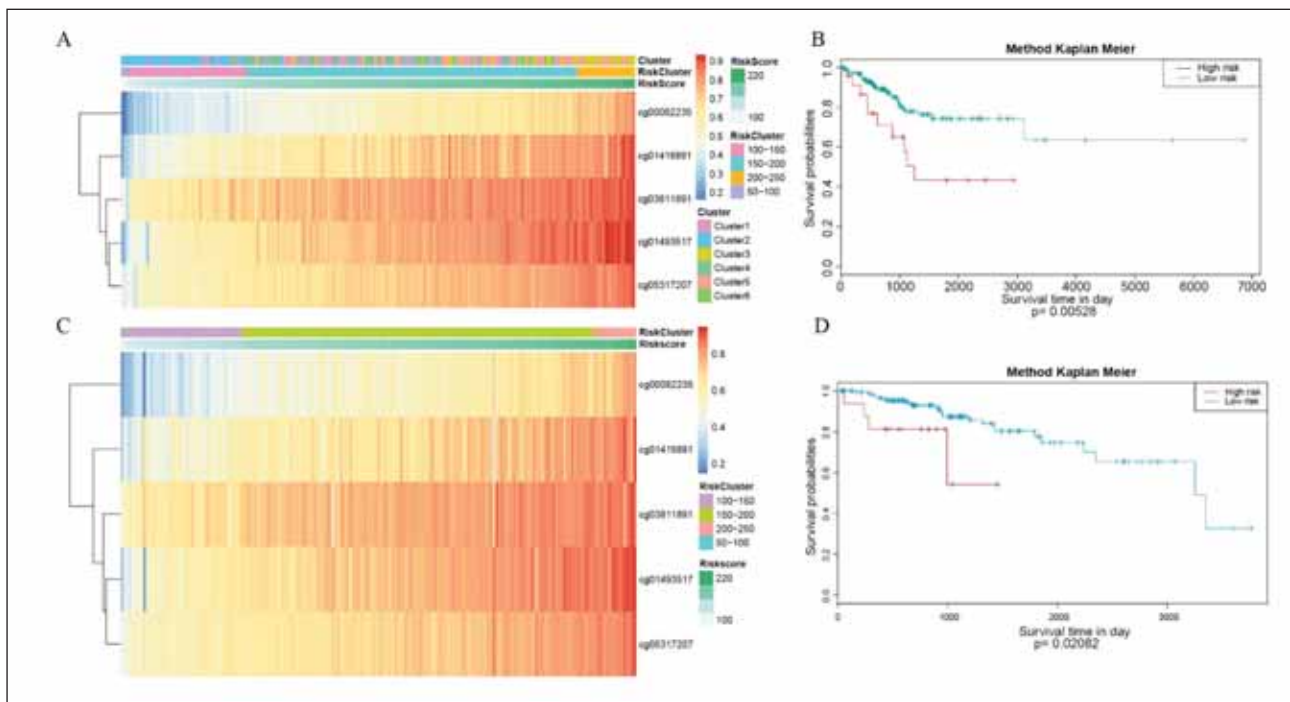 A
Cluster
RiskCluster
RiskScore
cg00062235
cg01419891
cg03611891
cg01493517
cg05317207
0.9
0.8
0.7
0.6
0.5
0.4
0.3
0.2
RiskScore
220
100
RiskCluster
100-150
150-200
200-250
50-100
Cluster
Cluster1
Cluster2
Cluster3
Cluster4
Cluster5
Cluster6
B
Method Kaplan Meier
High risk
Low risk
Survival probabilities
0.0 0.2 0.4 0.6 0.8 1.0
0 1000 2000 3000 4000 5000 6000 7000
Survival time in day
p= 0.00528
C
RiskCluster
Riskscore
cg00062235
cg01419891
cg03611891
cg01493517
cg05317207
0.8
0.6
0.4
0.2
RiskCluster
100-150
150-200
200-250
50-100
Riskscore
220
100
D
Method Kaplan Meier
High risk
Low risk
Survival probabilities
0.0 0.2 0.4 0.6 0.8 1.0
0 1000 2000 3000
Survival time in day
p= 0.02082